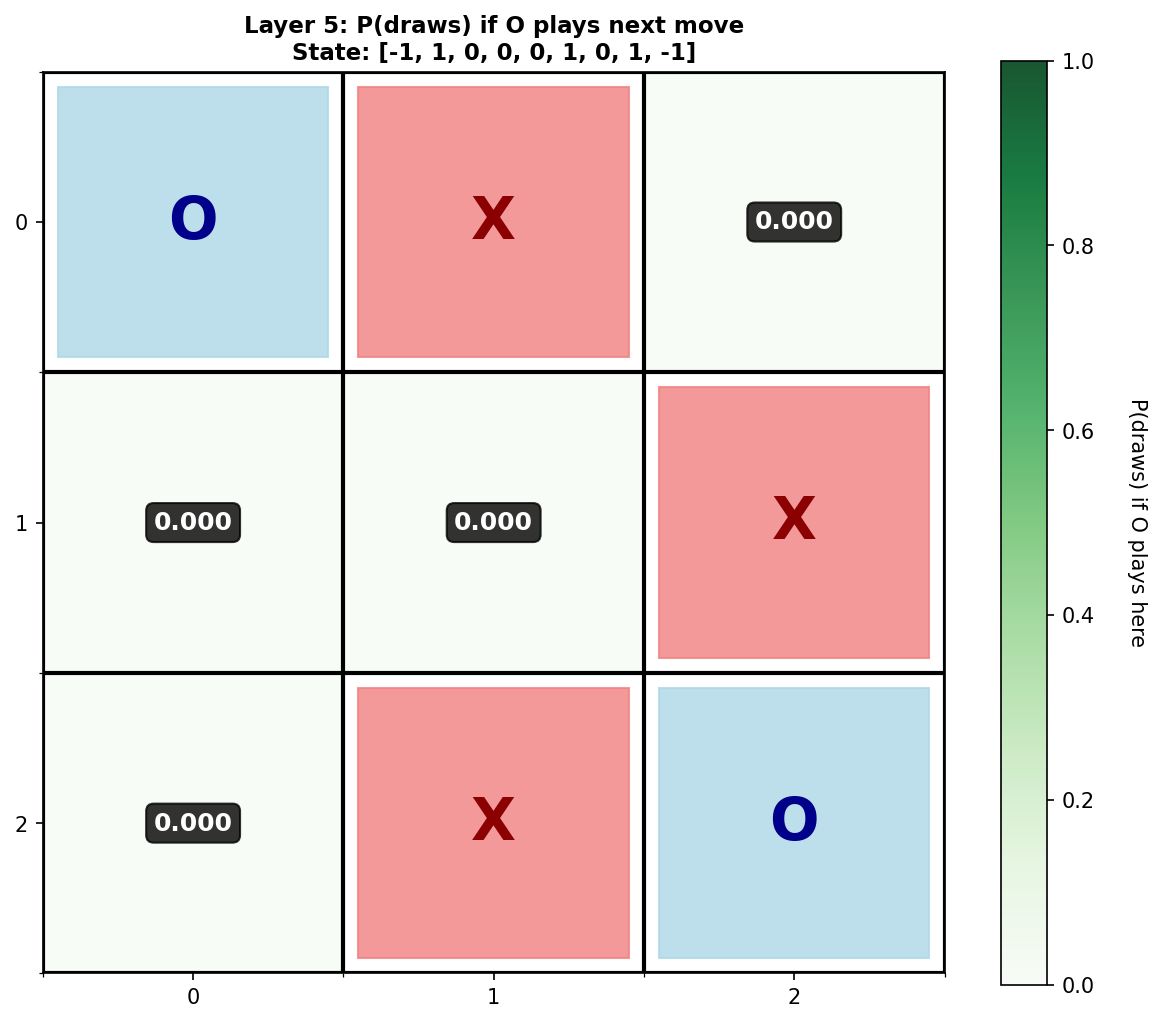 Layer 5: P(draws) if O plays next move
State: [-1, 1, 0, 0, 0, 1, 0, 1, -1]
0
O
X
0.000
1
0.000
0.000
X
2
0.000
X
O
0
1
2
1.0
0.8
0.6
0.4
0.2
0.0
P(draws) if O plays here